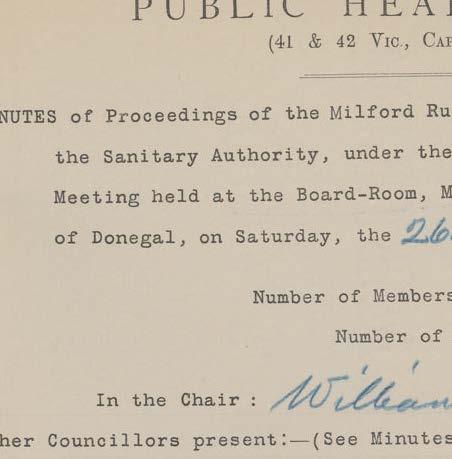 PUBLIC HEA
(41 & 42 VIC., CAP
NUTES of Proceedings of the Milford Ru
the Sanitary Authority, under the
Meeting held at the Board-Room, M
of Donegal, on Saturday, the 26
Number of Members
Number of
In the Chair : William
her Councillors present:—(See Minutes